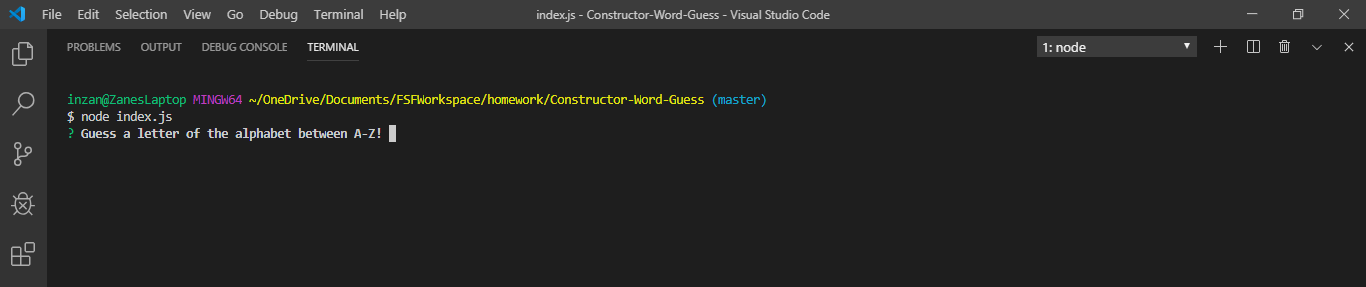 File Edit Selection View Go Debug Terminal Help index.js - Constructor-Word-Guess - Visual Studio Code
PROBLEMS OUTPUT DEBUG CONSOLE TERMINAL 1: node
inzan@ZanesLaptop MINGW64 ~/OneDrive/Documents/FSFWorkspace/homework/Constructor-Word-Guess (master)
$ node index.js
? Guess a letter of the alphabet between A-Z!